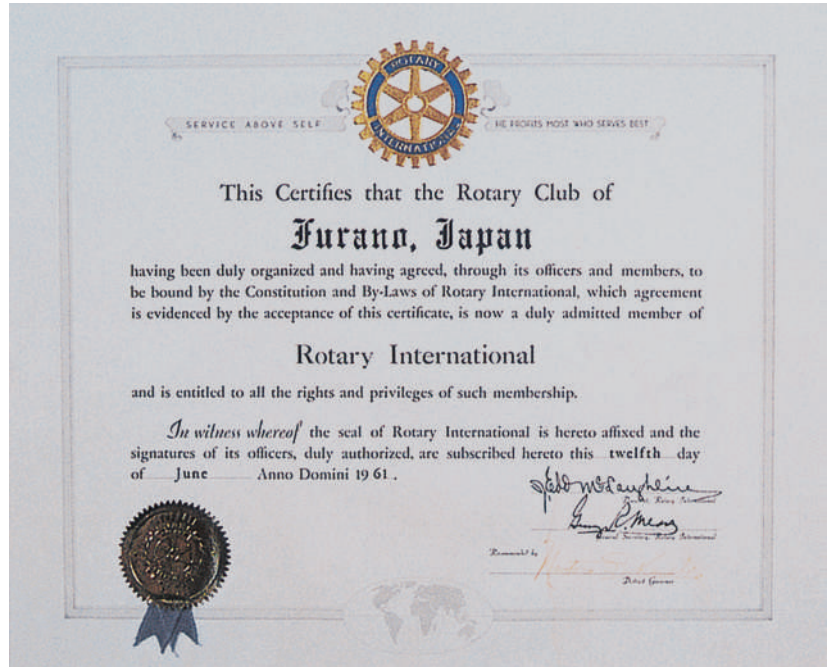 ROTARY
INTERNATIONAL
SERVICE ABOVE SELF
HE PROFITS MOST WHO SERVES BEST
This Certifies that the Rotary Club of
Furano, Japan
having been duly organized and having agreed, through its officers and members, to
be bound by the Constitution and By-Laws of Rotary International, which agreement
is evidenced by the acceptance of this certificate, is now a duly admitted member of
Rotary International
and is entitled to all the rights and privileges of such membership.
In witness whereof the seal of Rotary International is hereto affixed and the
signatures of its officers, duly authorized, are subscribed hereto this twelfth day
of June Anno Domini 1961.
J Edd McLaughlin
President, Rotary International
George R. Means
General Secretary, Rotary International
Recommended by
District Governor